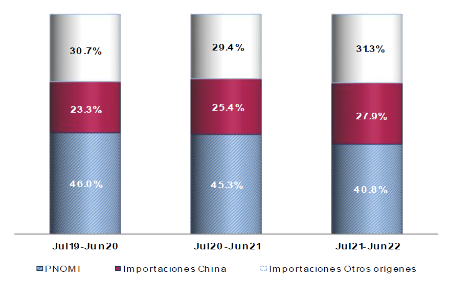 30.7%
29.4%
31.3%
23.3%
25.4%
27.9%
46.0%
45.3%
40.8%
Jul19-Jun20
Jul20-Jun21
Jul21-Jun22
PNOMI
Importaciones China
Importaciones Otros orígenes